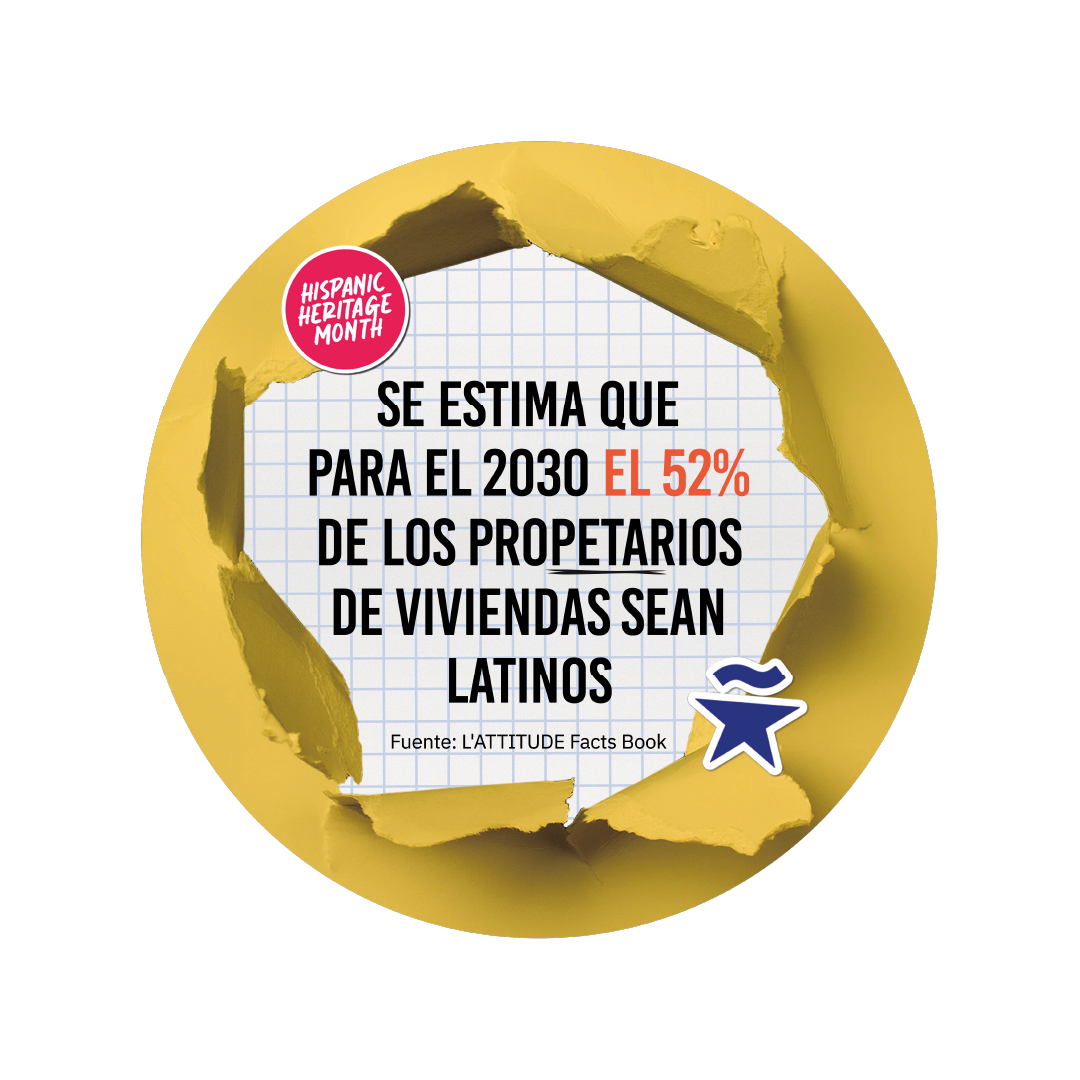 HISPANIC
HERITAGE
MONTH
SE ESTIMA QUE
PARA EL 2030 EL 52%
DE LOS PROPETARIOS
DE VIVIENDAS SEAN
LATINOS
Fuente: L'ATTITUDE Facts Book